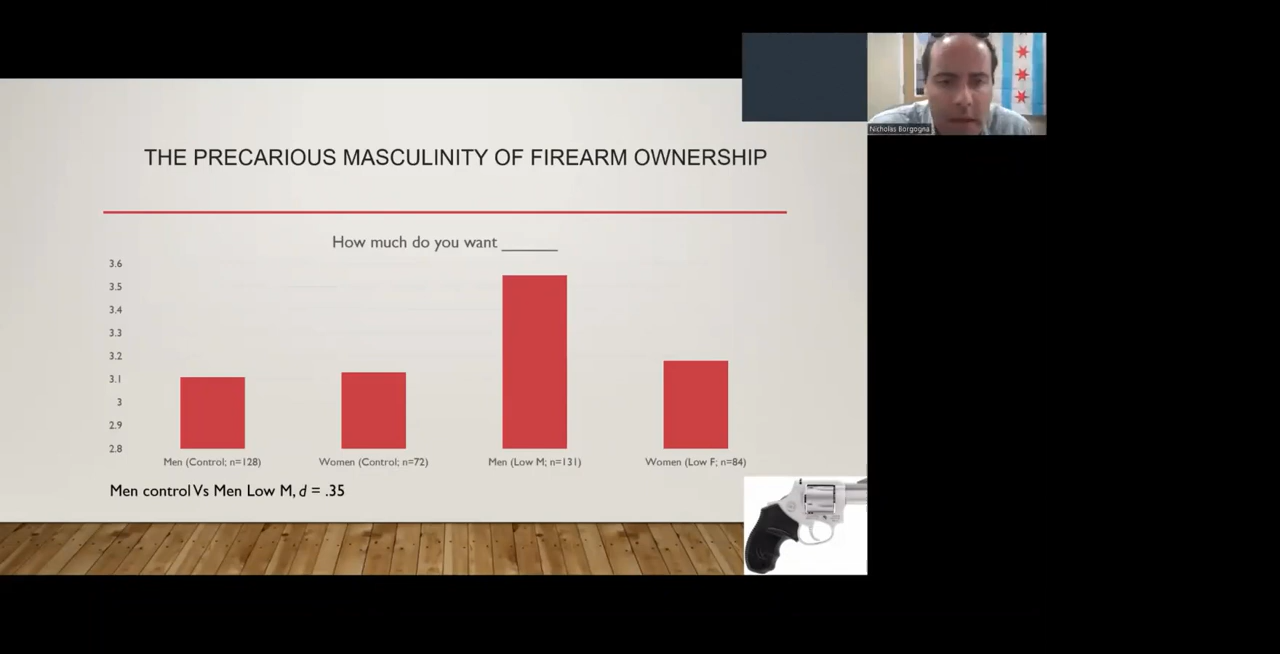 Nicholas Borgogna
THE PRECARIOUS MASCULINITY OF FIREARM OWNERSHIP
How much do you want ______
3.6
3.5
3.4
3.3
3.2
3.1
3
2.9
2.8
Men (Control; n=128) Women (Control; n=72) Men (Low M; n=131) Women (Low F; n=84)
Men control Vs Men Low M, d = .35